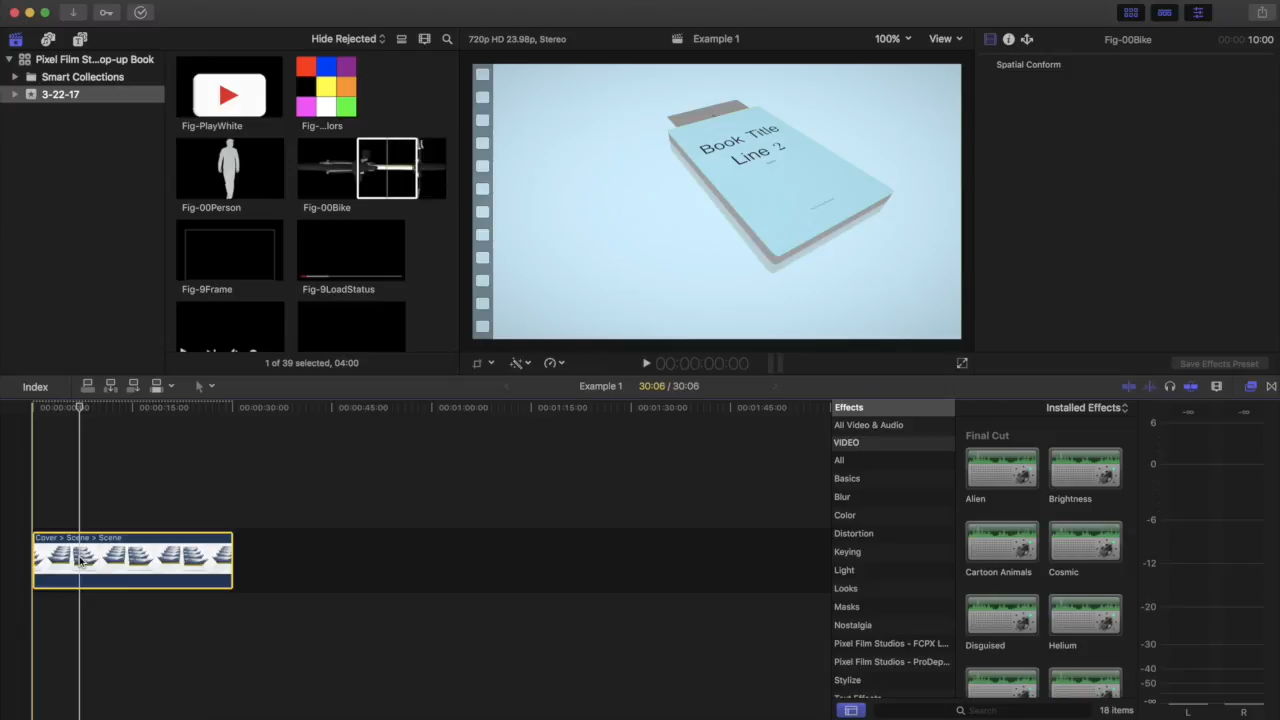 Hide Rejected
720p HD 23.98p, Stereo
Example 1
100%
View
Fig-00Bike
00:00:10:00
Pixel Film St...op-up Book
Smart Collections
3-22-17
Spatial Conform
Fig-PlayWhite
Fig-...lors
Fig-00Person
Fig-00Bike
Fig-9Frame
Fig-9LoadStatus
Book Title
Line 2
1 of 39 selected, 04:00
00:00:00:00
Save Effects Preset
Index
Example 1
30:06 / 30:06
00:00:15:00
00:00:30:00
00:00:45:00
00:01:00:00
00:01:15:00
00:01:30:00
00:01:45:00
Cover > Scene > Scene
Effects
All Video & Audio
VIDEO
All
Basics
Blur
Color
Distortion
Keying
Light
Looks
Masks
Nostalgia
Pixel Film Studios - FCPX L...
Pixel Film Studios - ProDep...
Stylize
Installed Effects
Final Cut
Alien
Brightness
Cartoon Animals
Cosmic
Disguised
Helium
Search
18 items
-∞
-∞
6
0
-6
-12
-20
-30
-40
-50
-∞
L
R